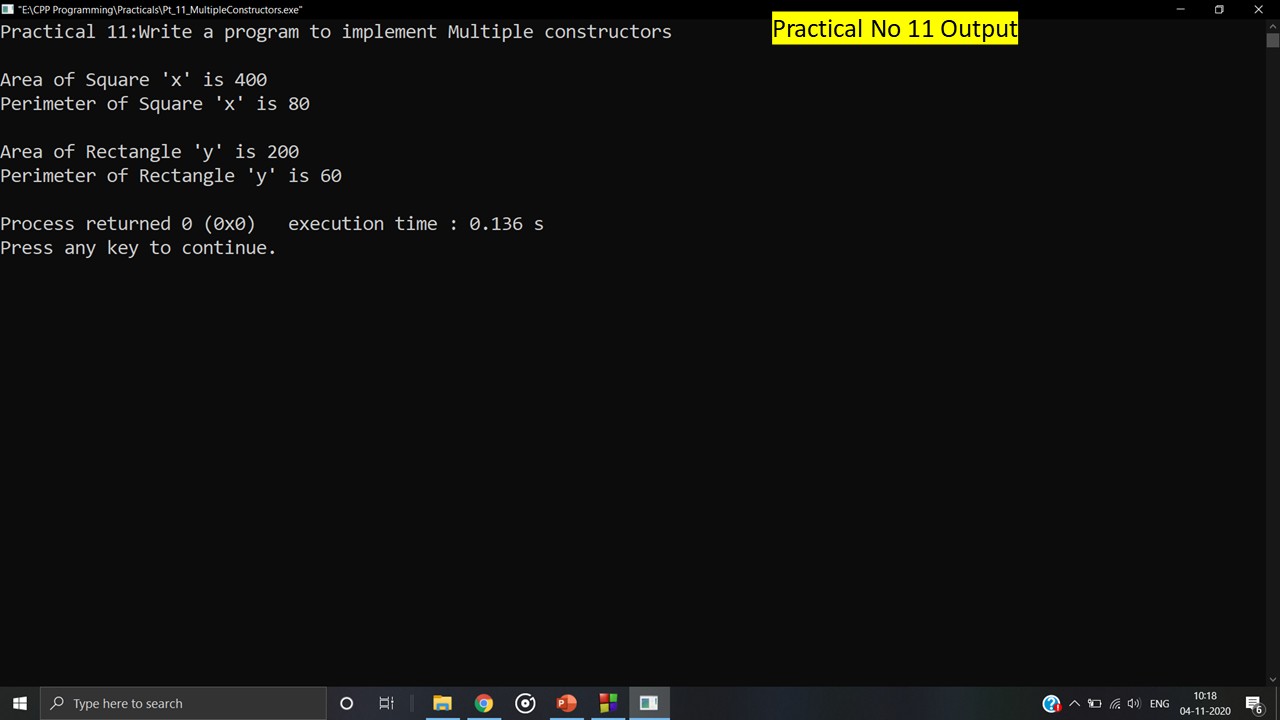 "E:\CPP Programming\Practicals\Pt_11_MultipleConstructors.exe"
Practical 11:Write a program to implement Multiple constructors
Practical No 11 Output
Area of Square 'x' is 400
Perimeter of Square 'x' is 80
Area of Rectangle 'y' is 200
Perimeter of Rectangle 'y' is 60
Process returned 0 (0x0)   execution time : 0.136 s
Press any key to continue.
Type here to search
ENG
10:18
04-11-2020
6